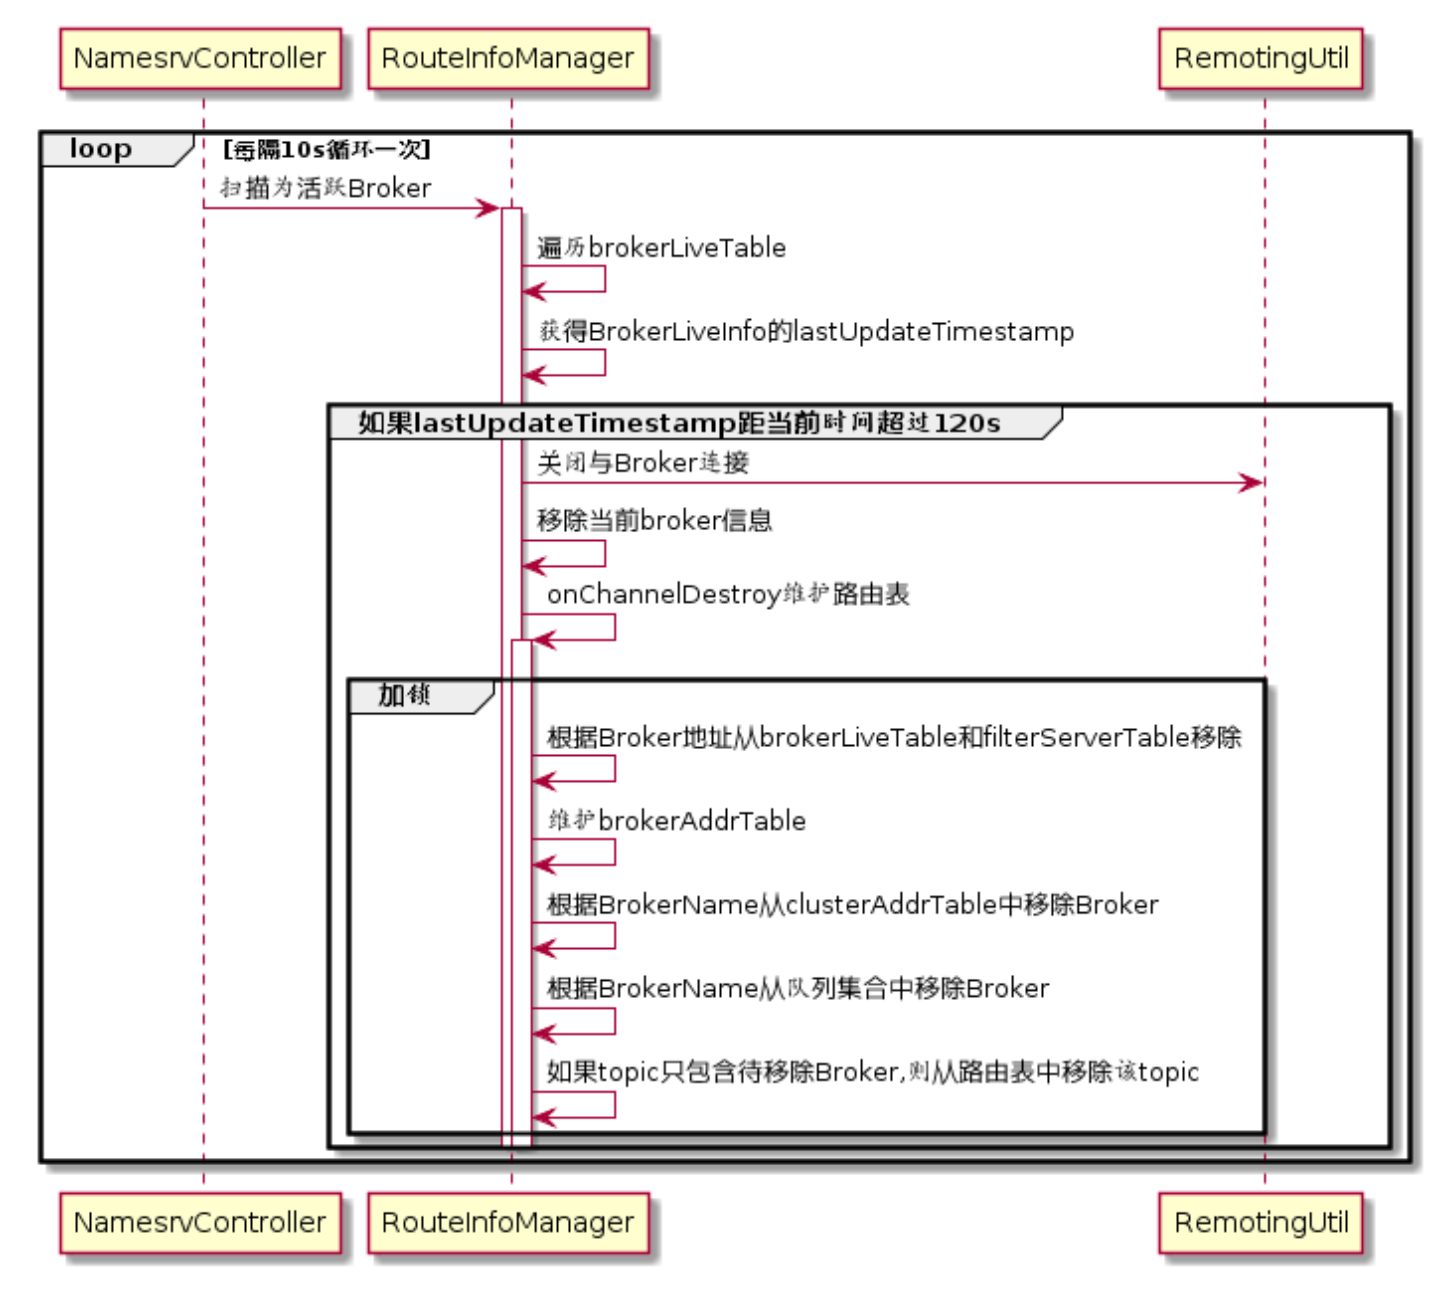 NamesrvController
RouteInfoManager
RemotingUtil
loop
[每隔10s循环一次]
扫描为活跃Broker
遍历brokerLiveTable
获得BrokerLiveInfo的lastUpdateTimestamp
如果lastUpdateTimestamp距当前时间超过120s
关闭与Broker连接
移除当前broker信息
onChannelDestroy维护路由表
加锁
根据Broker地址从brokerLiveTable和filterServerTable移除
维护brokerAddrTable
根据BrokerName从clusterAddrTable中移除Broker
根据BrokerName从队列集合中移除Broker
如果topic只包含待移除Broker,则从路由表中移除该topic
NamesrvController
RouteInfoManager
RemotingUtil